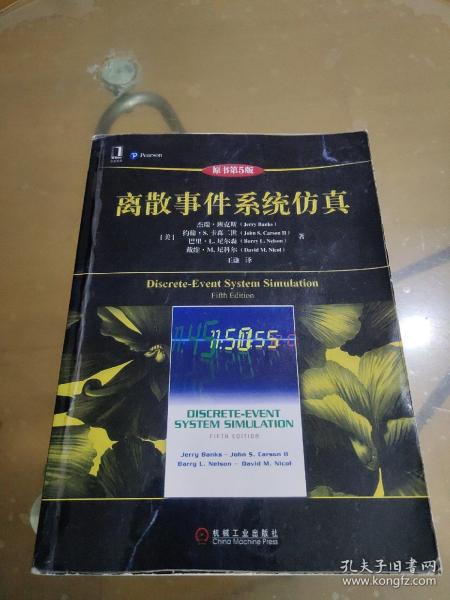 Pearson
原书第5版
离散事件系统仿真
杰瑞·班克斯（Jerry Banks）
[美] 约翰·S. 卡森二世（John S. Carson II） 著
巴里·L. 尼尔森（Barry L. Nelson）
戴维·M. 尼科尔（David M. Nicol）
王谦 译
Discrete-Event System Simulation
Fifth Edition
11:50:55
DISCRETE-EVENT
SYSTEM SIMULATION
FIFTH EDITION
Jerry Banks - John S. Carson II
Barry L. Nelson - David M. Nicol
机械工业出版社
China Machine Press
孔夫子旧书网
www.kongfz.com